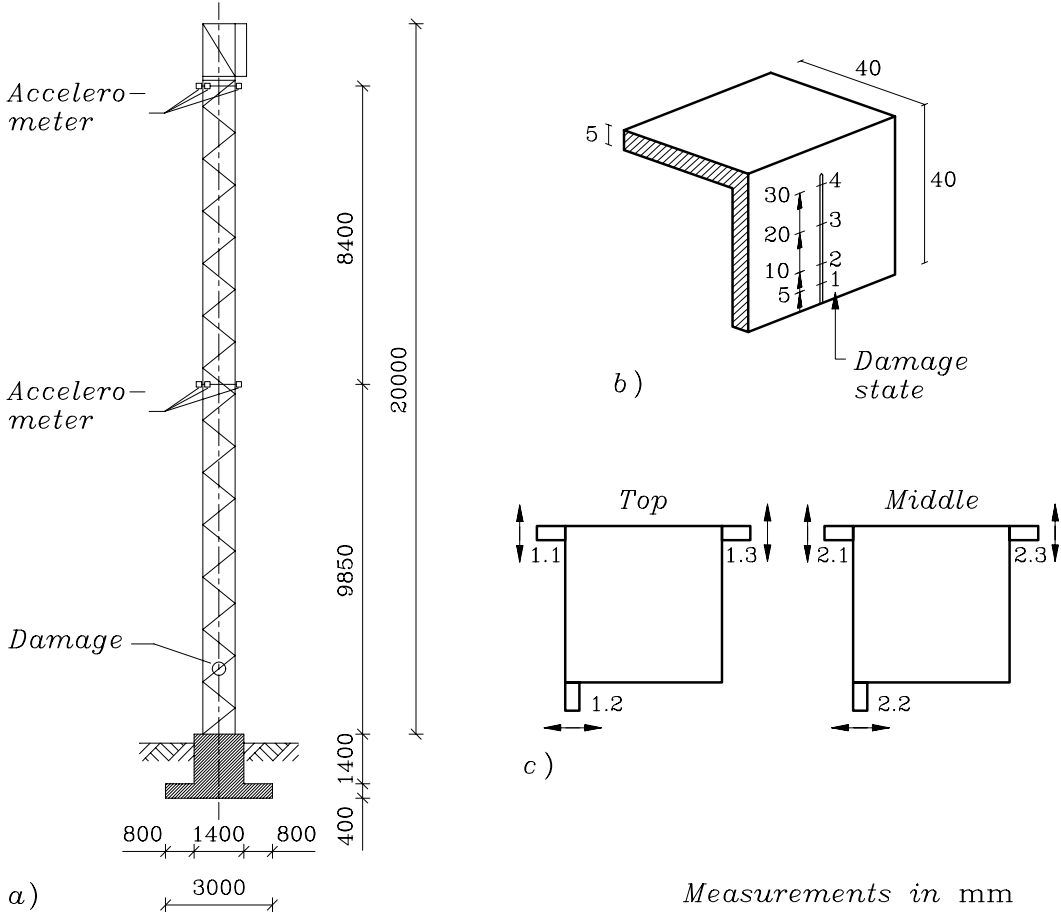 Accelero-
meter
Accelero-
meter
Damage
8400
20000
9850
1400
400
800 1400 800
3000
a)
40
5
40
30
20
10
5
4
3
2
1
Damage
state
b)
Top
1.1
1.3
1.2
Middle
2.1
2.3
2.2
c)
Measurements in mm